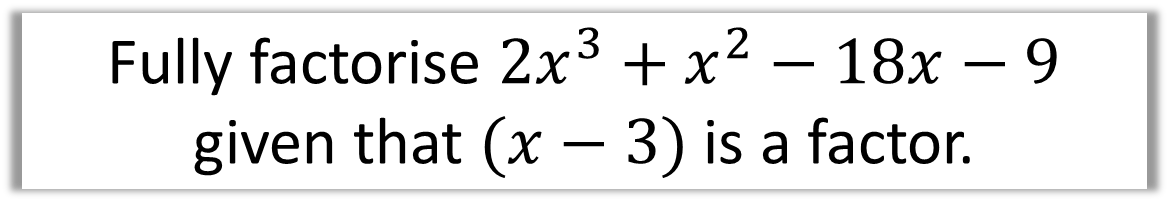 Fully factorise 2x³ + x² − 18x − 9
given that (x − 3) is a factor.